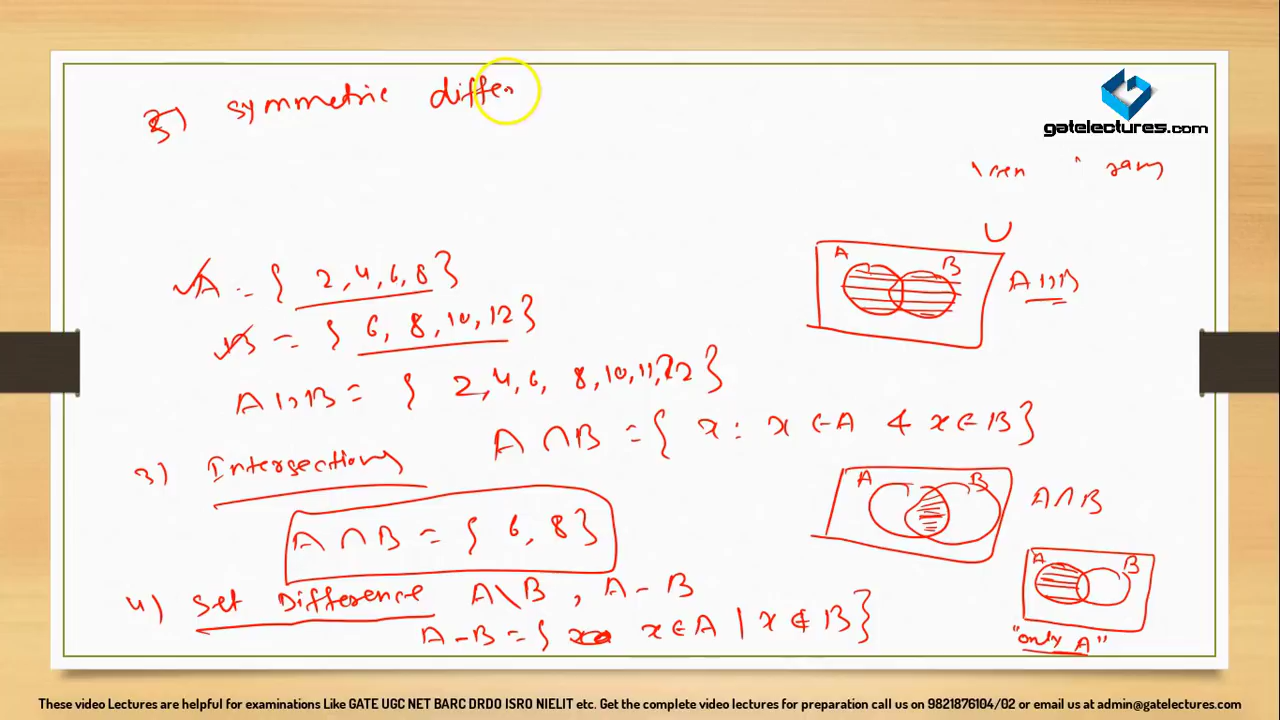 5) symmetric differ
gatelectures.com
U
A = { 2, 4, 6, 8 }
B = { 6, 8, 10, 12 }
A B
A ∪ B
A ∪ B = { 2, 4, 6, 8, 10, 11, 12 }
A ∩ B = { x : x ∈ A & x ∈ B }
3) Intersection
A B
A ∩ B
A ∩ B = { 6, 8 }
4) Set Difference A \ B , A - B
A B
A - B = { x ∈ A | x ∉ B }
"only A"
These video Lectures are helpful for examinations Like GATE UGC NET BARC DRDO ISRO NIELIT etc. Get the complete video lectures for preparation call us on 9821876104/02 or email us at admin@gatelectures.com